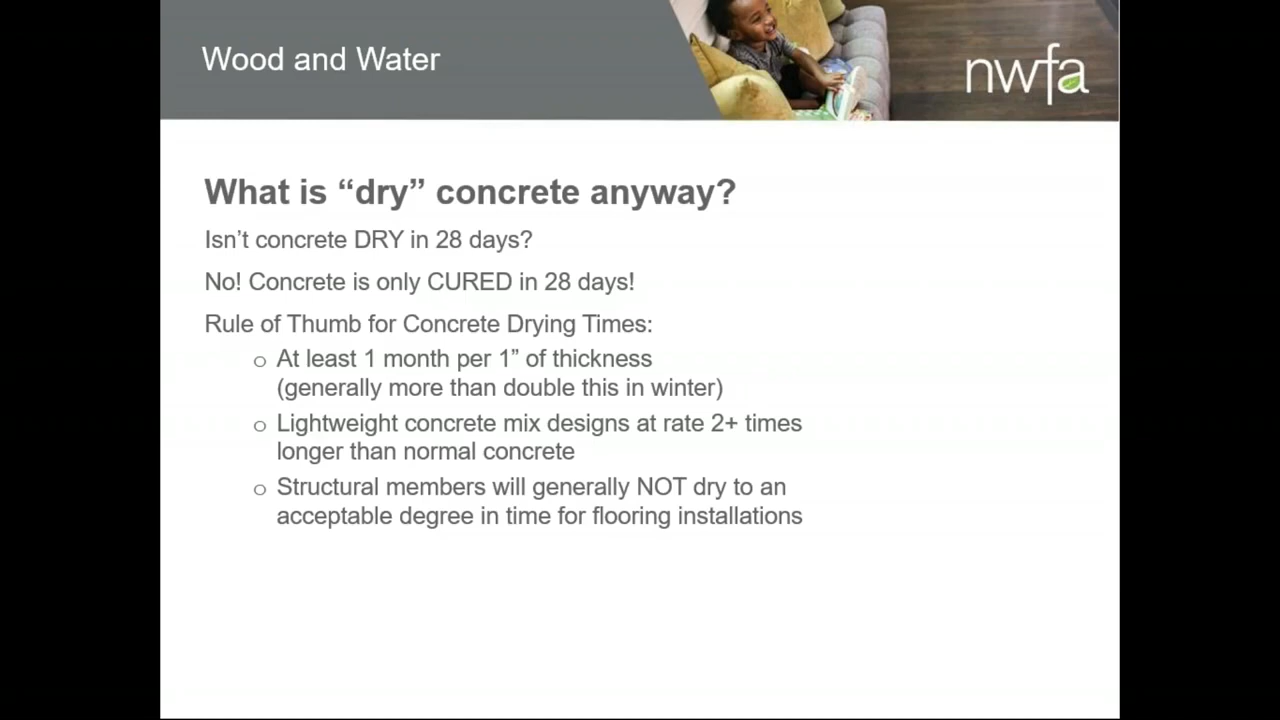 Wood and Water
nwfa
What is “dry” concrete anyway?
Isn’t concrete DRY in 28 days?
No! Concrete is only CURED in 28 days!
Rule of Thumb for Concrete Drying Times:
o At least 1 month per 1” of thickness
(generally more than double this in winter)
o Lightweight concrete mix designs at rate 2+ times
longer than normal concrete
o Structural members will generally NOT dry to an
acceptable degree in time for flooring installations